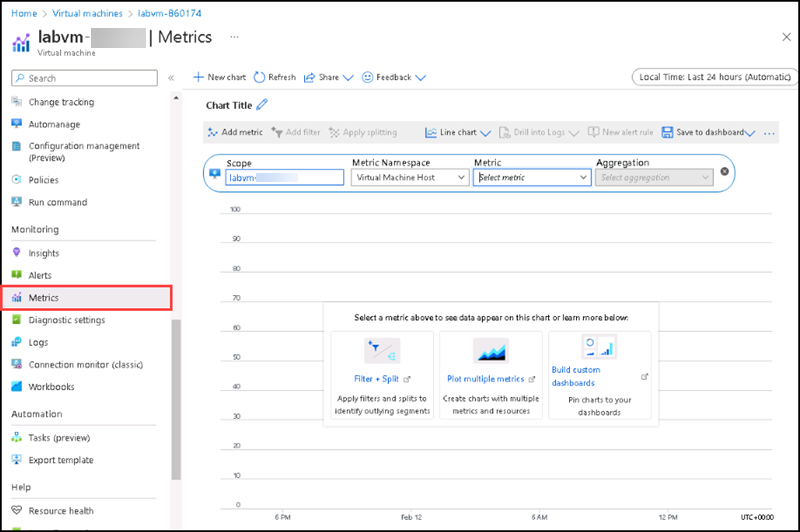 Home > Virtual machines > labvm-860174
labvm- | Metrics ...
Virtual machine
Search
«
New chart Refresh Share Feedback Local Time: Last 24 hours (Automatic)
Change tracking
Automanage
Configuration management
(Preview)
Policies
Run command
Monitoring
Insights
Alerts
Metrics
Diagnostic settings
Logs
Connection monitor (classic)
Workbooks
Automation
Tasks (preview)
Export template
Help
Resource health
Chart Title
Add metric Add filter Apply splitting Line chart Drill into Logs New alert rule Save to dashboard ...
Scope Metric Namespace Metric Aggregation
labvm- Virtual Machine Host Select metric Select aggregation
100
90
80
70
60
50
40
30
20
10
0
Select a metric above to see data appear on this chart or learn more below:
Filter + Split
Apply filters and splits to
identify outlying segments
Plot multiple metrics
Create charts with multiple
metrics and resources
Build custom
dashboards
Pin charts to your
dashboards
6 PM Feb 12 6 AM 12 PM UTC+00:00